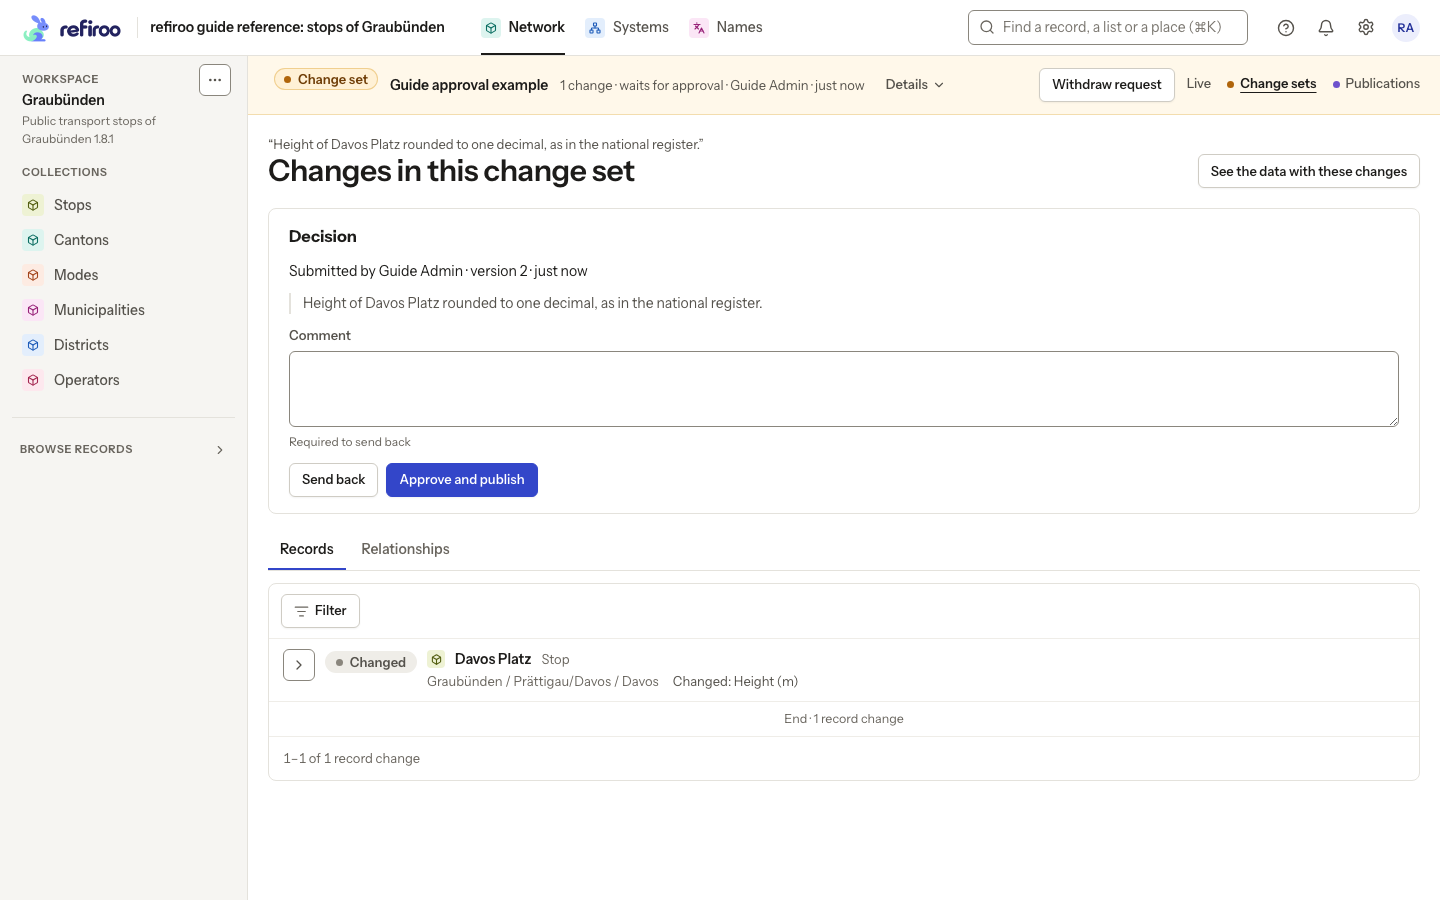 refiroo
refiroo guide reference: stops of Graubünden
Network
Systems
Names
Find a record, a list or a place (⌘K)
RA
WORKSPACE
Graubünden
Public transport stops of
Graubünden 1.8.1
COLLECTIONS
Stops
Cantons
Modes
Municipalities
Districts
Operators
BROWSE RECORDS
Change set
Guide approval example
1 change · waits for approval · Guide Admin · just now
Details
Withdraw request
Live
Change sets
Publications
“Height of Davos Platz rounded to one decimal, as in the national register.”
Changes in this change set
See the data with these changes
Decision
Submitted by Guide Admin · version 2 · just now
Height of Davos Platz rounded to one decimal, as in the national register.
Comment
Required to send back
Send back
Approve and publish
Records
Relationships
Filter
Changed
Davos Platz
Stop
Graubünden / Prättigau/Davos / Davos
Changed: Height (m)
End · 1 record change
1–1 of 1 record change